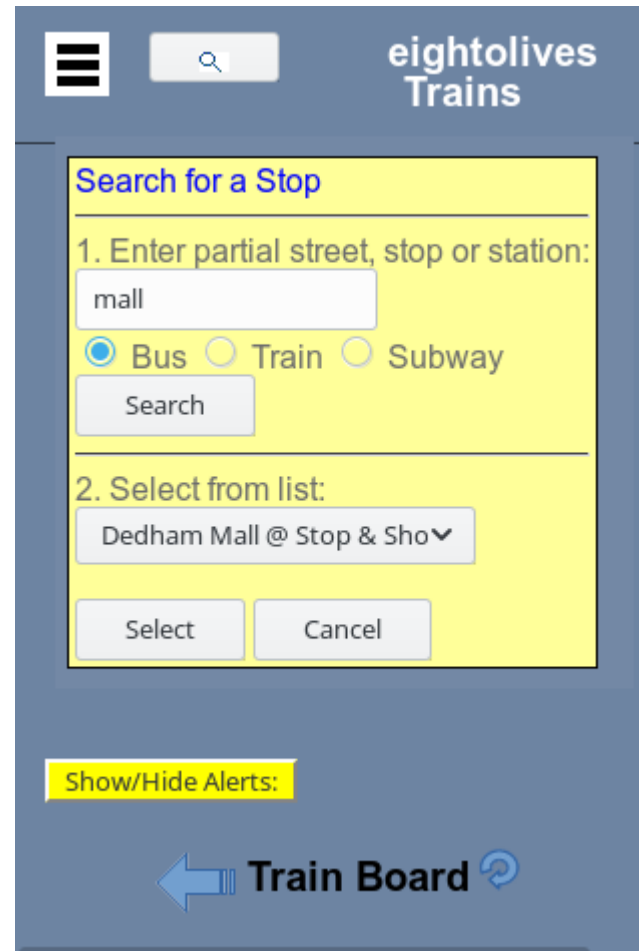 eightolives
Trains
Search for a Stop
1. Enter partial street, stop or station:
mall
Bus Train Subway
Search
2. Select from list:
Dedham Mall @ Stop & Sho
Select Cancel
Show/Hide Alerts:
Train Board